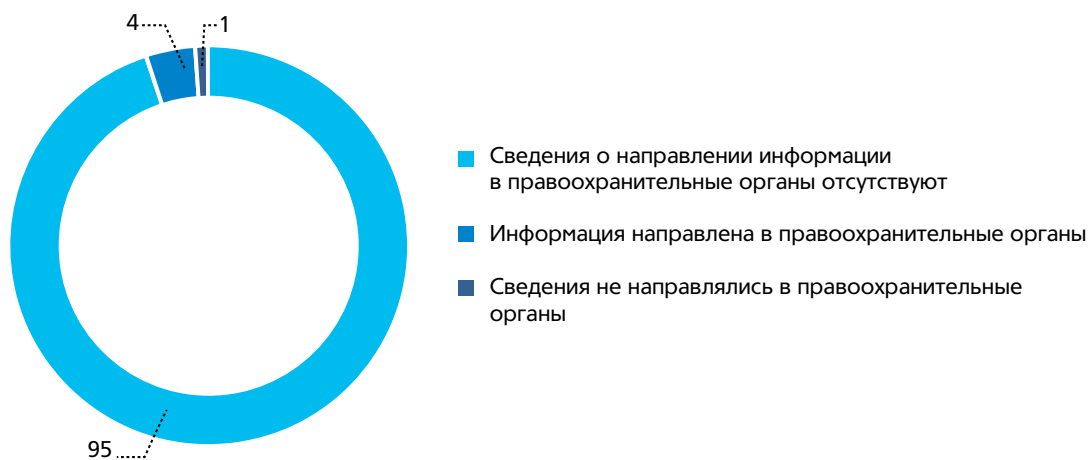 4
1
Сведения о направлении информации
в правоохранительные органы отсутствуют
Информация направлена в правоохранительные органы
Сведения не направлялись в правоохранительные
органы
95